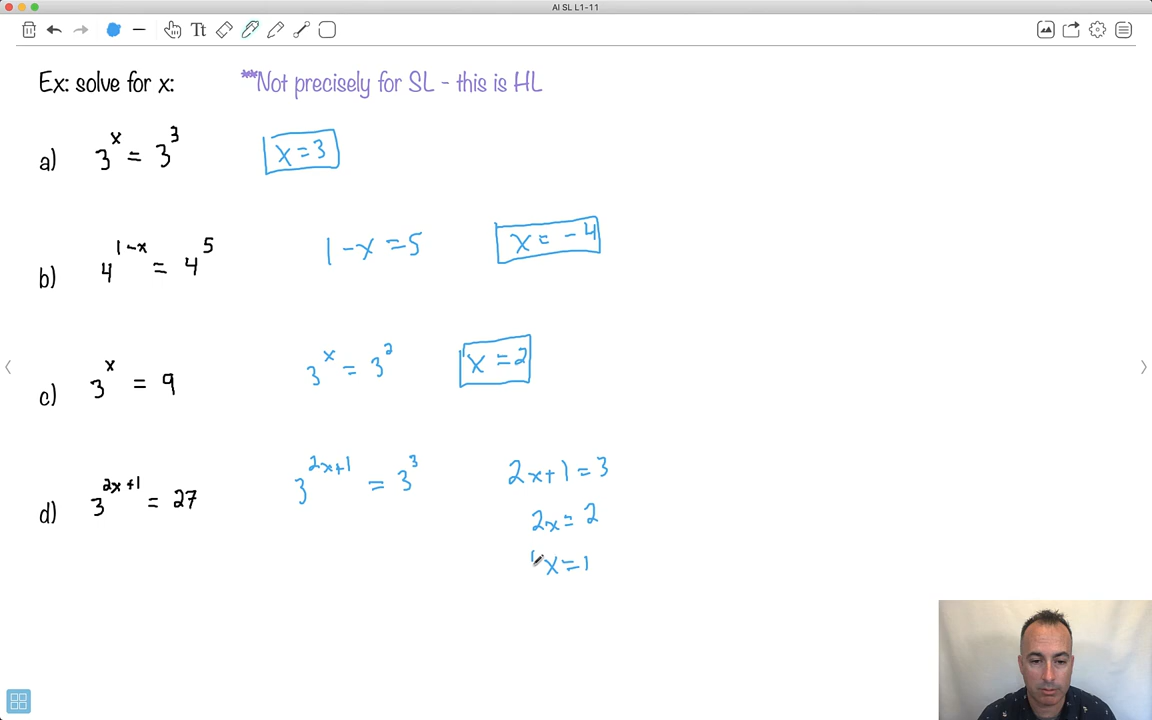 AI SL L1-11
Tt
Ex: solve for x: **Not precisely for SL - this is HL
a) 3^x = 3^3 x = 3
b) 4^{1-x} = 4^5 1 - x = 5 x = -4
c) 3^x = 9 3^x = 3^2 x = 2
d) 3^{2x+1} = 27 3^{2x+1} = 3^3 2x+1 = 3
2x = 2
x = 1